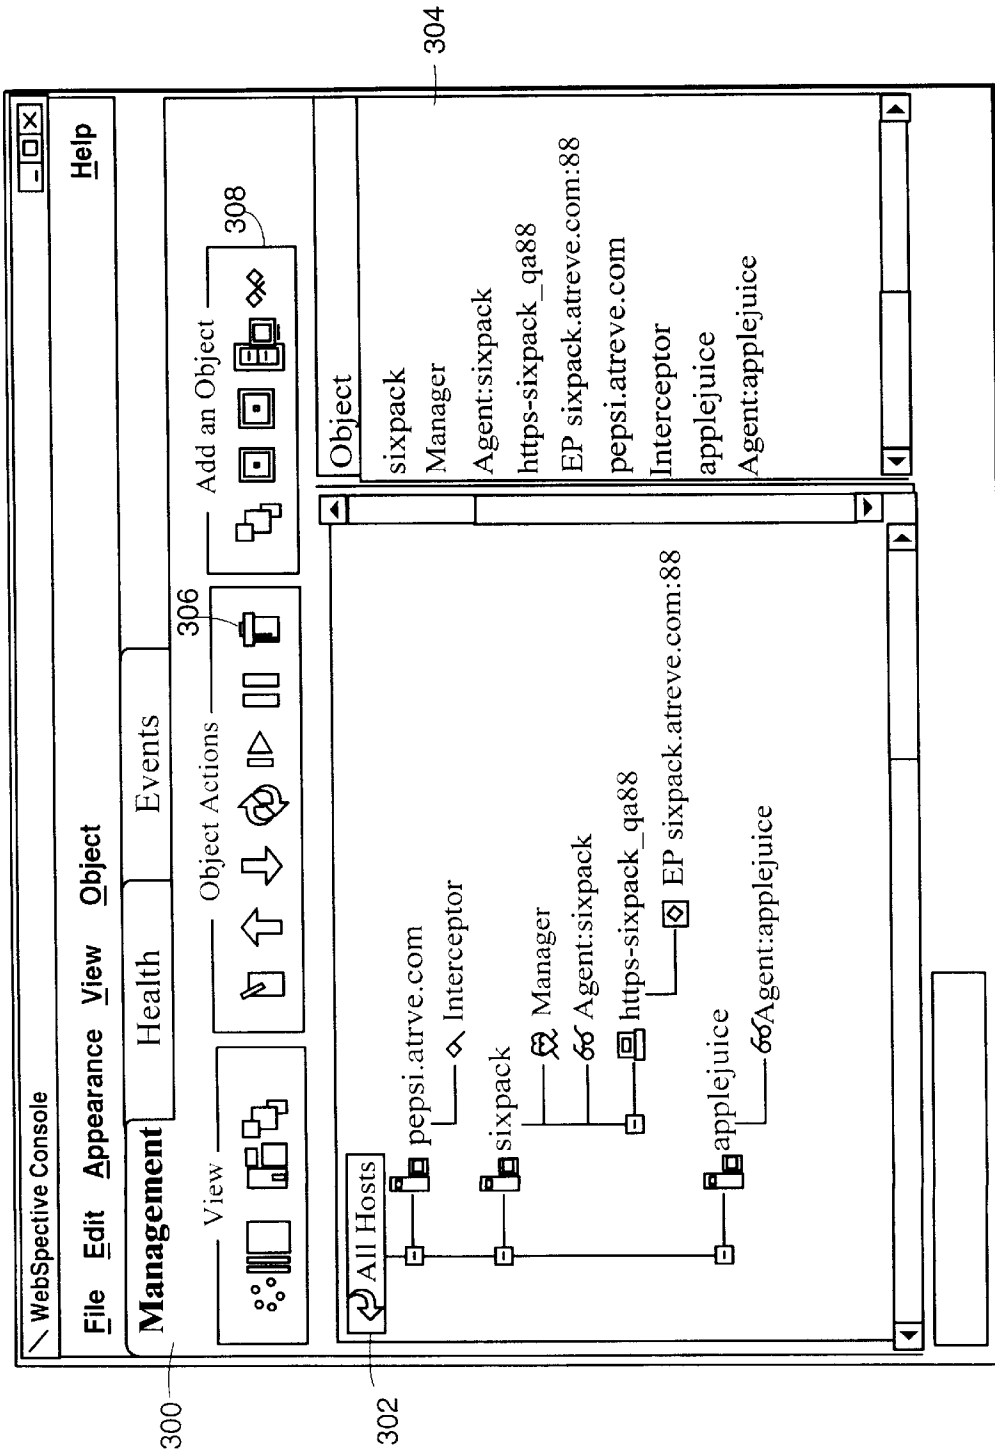 WebSpective Console
File Edit Appearance View Object Help
Management Health Events
300
View Object Actions Add an Object
306
308
302
All Hosts
pepsi.atrve.com
Interceptor
sixpack
Manager
Agent:sixpack
https-sixpack_qa88
EP sixpack.atreve.com:88
applejuice
Agent:applejuice
Object
sixpack
Manager
Agent:sixpack
https-sixpack_qa88
EP sixpack.atreve.com:88
pepsi.atreve.com
Interceptor
applejuice
Agent:applejuice
304